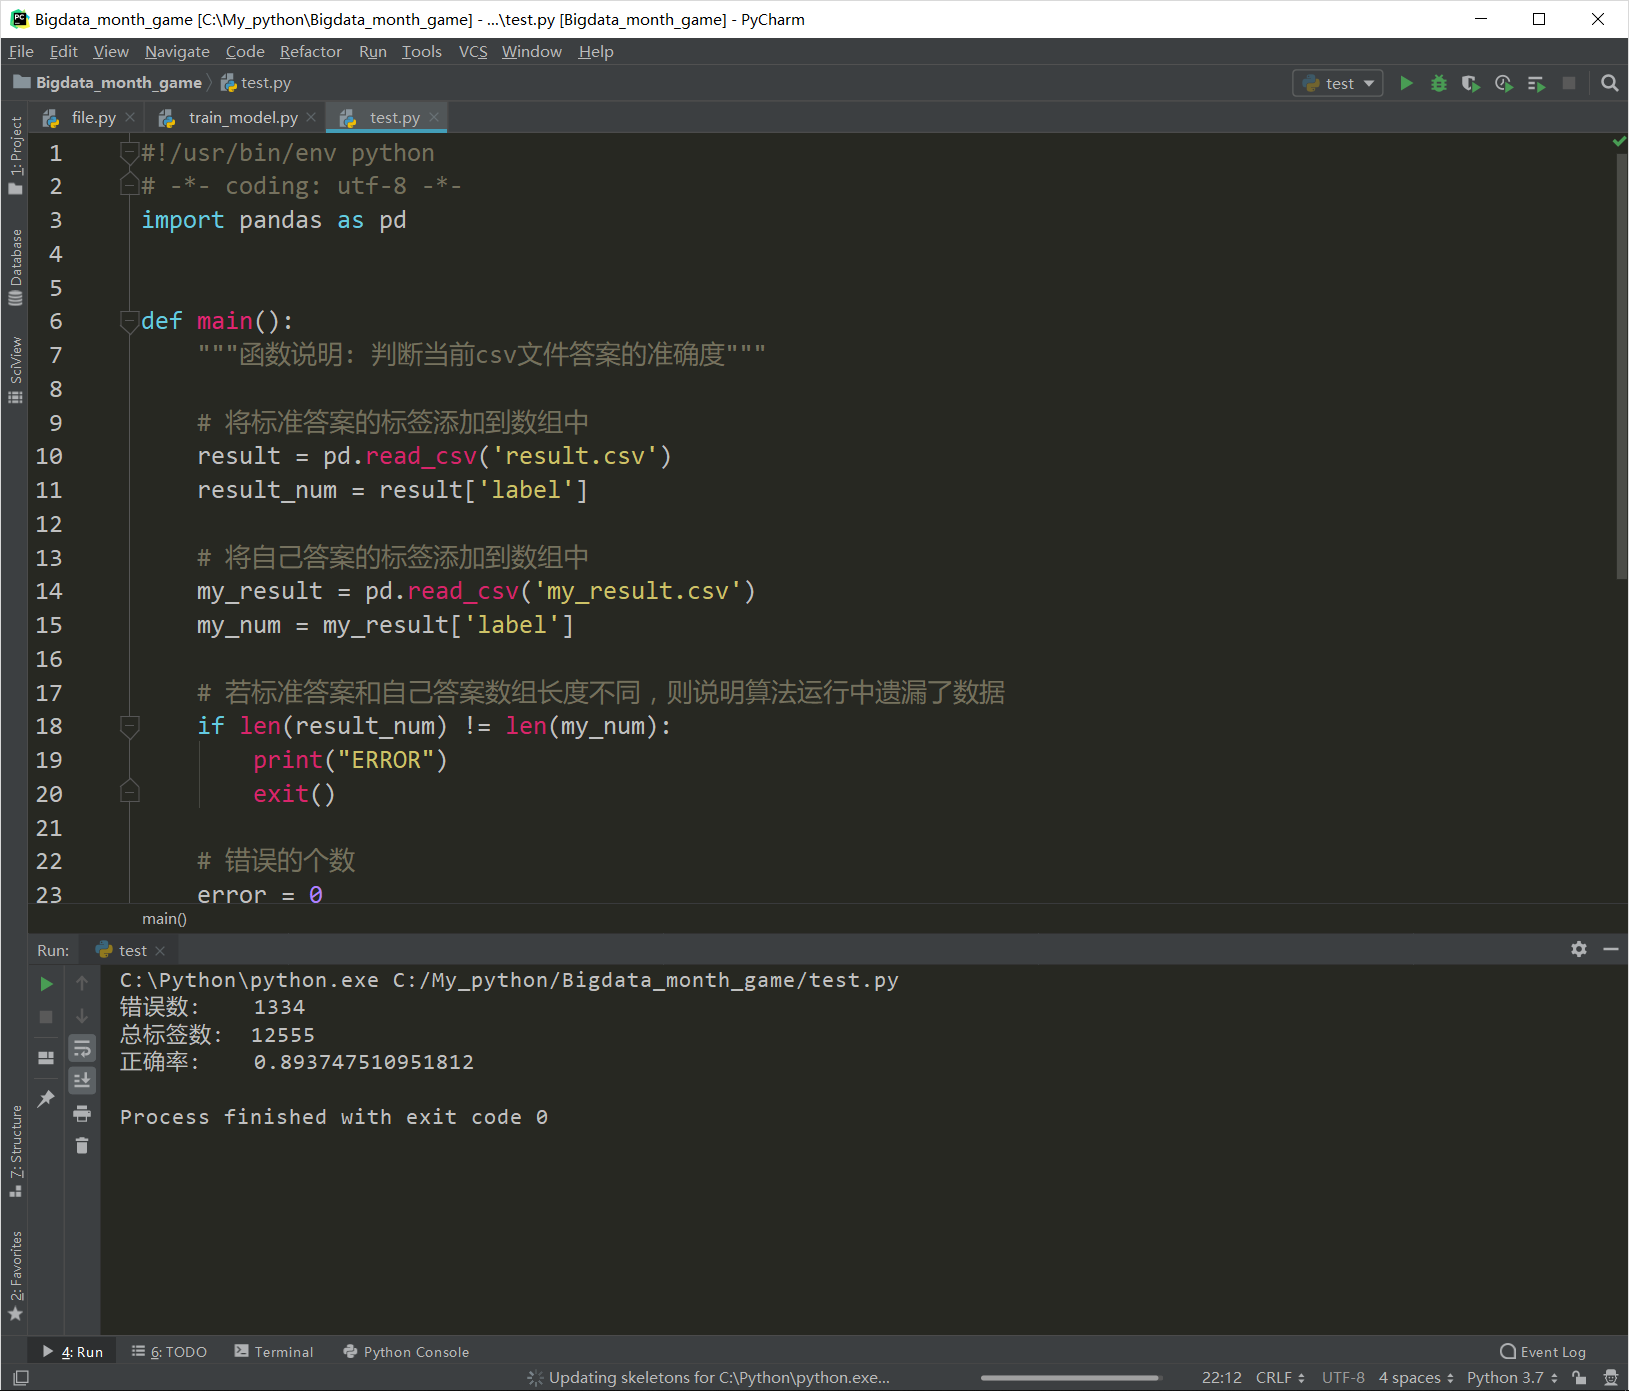 Bigdata_month_game [C:\My_python\Bigdata_month_game] - ...\test.py [Bigdata_month_game] - PyCharm
File Edit View Navigate Code Refactor Run Tools VCS Window Help
Bigdata_month_game test.py test
file.py train_model.py test.py
1: Project
Database
SciView
7: Structure
2: Favorites
1 #!/usr/bin/env python
2 # -*- coding: utf-8 -*-
3 import pandas as pd
4
5
6 def main():
7 """函数说明: 判断当前csv文件答案的准确度"""
8
9 # 将标准答案的标签添加到数组中
10 result = pd.read_csv('result.csv')
11 result_num = result['label']
12
13 # 将自己答案的标签添加到数组中
14 my_result = pd.read_csv('my_result.csv')
15 my_num = my_result['label']
16
17 # 若标准答案和自己答案数组长度不同，则说明算法运行中遗漏了数据
18 if len(result_num) != len(my_num):
19 print("ERROR")
20 exit()
21
22 # 错误的个数
23 error = 0
main()
Run: test
C:\Python\python.exe C:/My_python/Bigdata_month_game/test.py
错误数: 1334
总标签数: 12555
正确率: 0.893747510951812
Process finished with exit code 0
4: Run 6: TODO Terminal Python Console Event Log
Updating skeletons for C:\Python\python.exe... 22:12 CRLF UTF-8 4 spaces Python 3.7